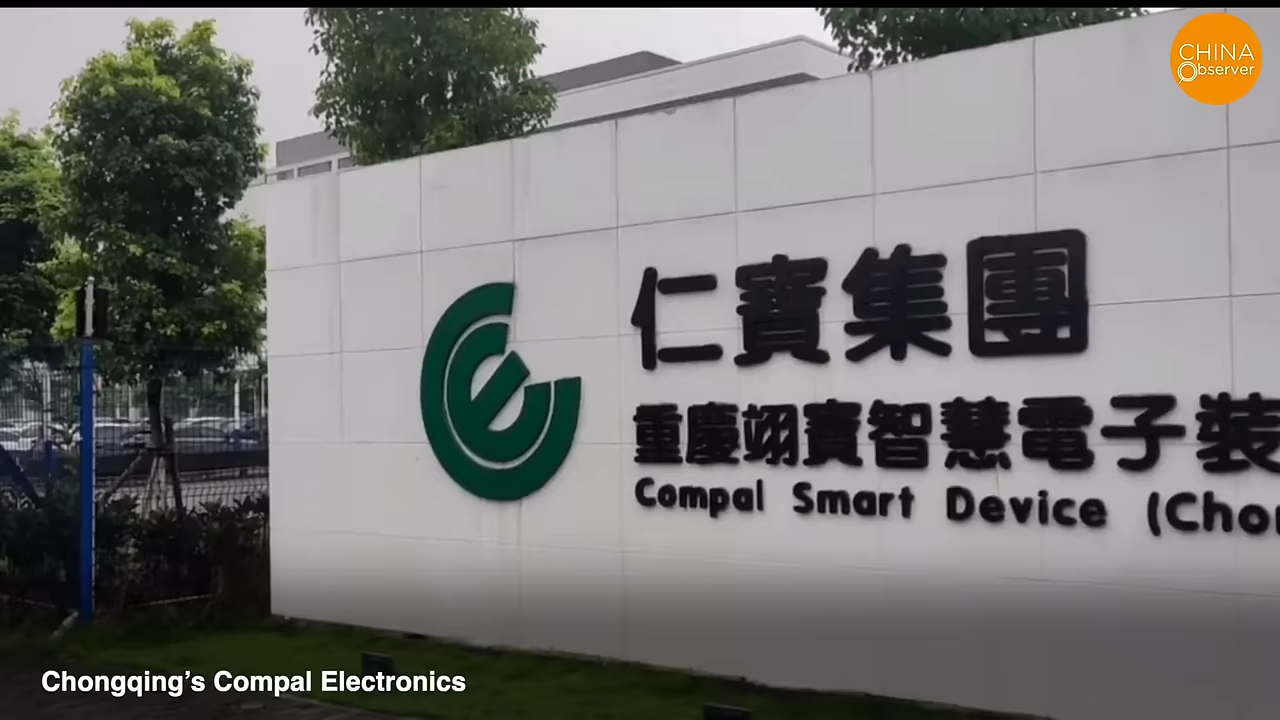 CHINA
Observer
仁寶集團
重慶翊寶智慧電子裝
Compal Smart Device (Cho
Chongqing's Compal Electronics